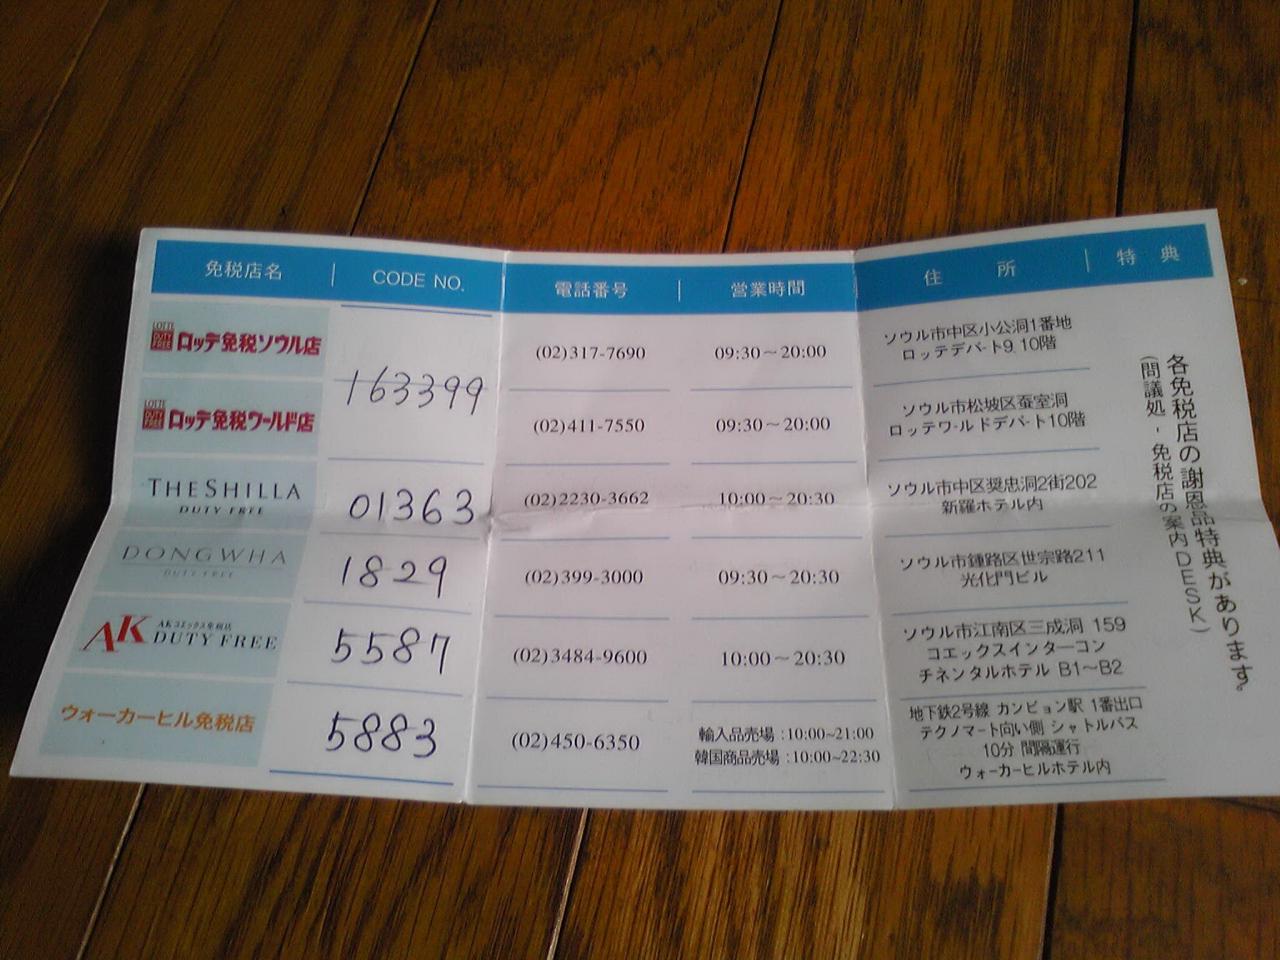 免税店名 CODE NO. 電話番号 営業時間 住所 特典
LOTTE DUTY FREE ロッテ免税ソウル店
163399
(02)317-7690
09:30～20:00
ソウル市中区小公洞1番地
ロッテデパート9, 10階
LOTTE DUTY FREE ロッテ免税ワールド店
(02)411-7550
09:30～20:00
ソウル市松坡区蚕室洞
ロッテワールドデパート10階
THE SHILLA
DUTY FREE
01363
(02)2230-3662
10:00～20:30
ソウル市中区奨忠洞2街202
新羅ホテル内
DONGWHA
DUTY FREE
1829
(02)399-3000
09:30～20:30
ソウル市鍾路区世宗路211
光化門ビル
AK AKコエックス免税店
DUTY FREE
5587
(02)3484-9600
10:00～20:30
ソウル市江南区三成洞 159
コエックスインターコン
チネンタルホテル B1～B2
ウォーカーヒル免税店
5883
(02)450-6350
輸入品売場 :10:00~21:00
韓国商品売場 :10:00~22:30
地下鉄2号線 カンビョン駅 1番出口
テクノマート向い側 シャトルバス
10分 間隔運行
ウォーカーヒルホテル内
各免税店の謝恩品特典があります。
(問議処 - 免税店の案内DESK)